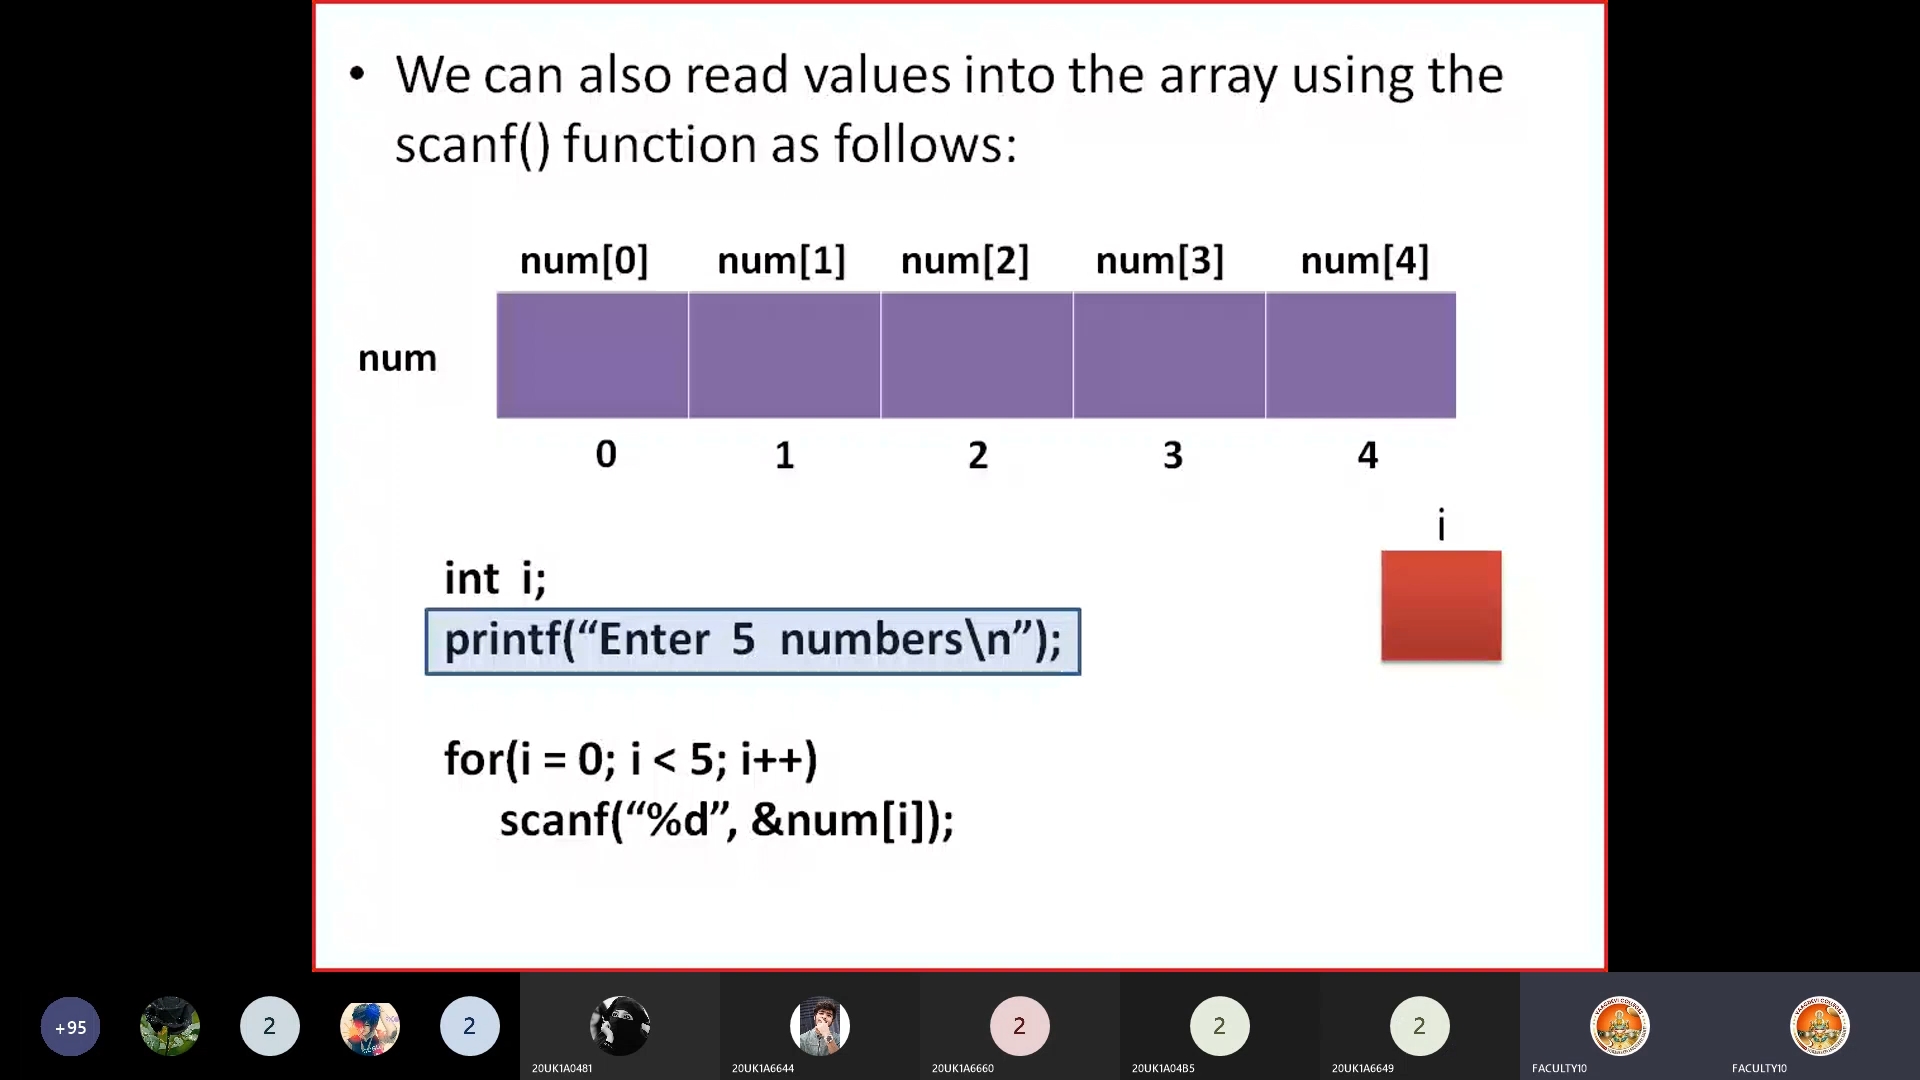 • We can also read values into the array using the
scanf() function as follows:
num[0] num[1] num[2] num[3] num[4]
num
0 1 2 3 4
i
int i;
printf(“Enter 5 numbers\n”);
for(i = 0; i < 5; i++)
scanf(“%d”, &num[i]);
+95 2 2 2 2 2
20UK1A0481 20UK1A6644 20UK1A6660 20UK1A04B5 20UK1A6649 FACULTY10 FACULTY10